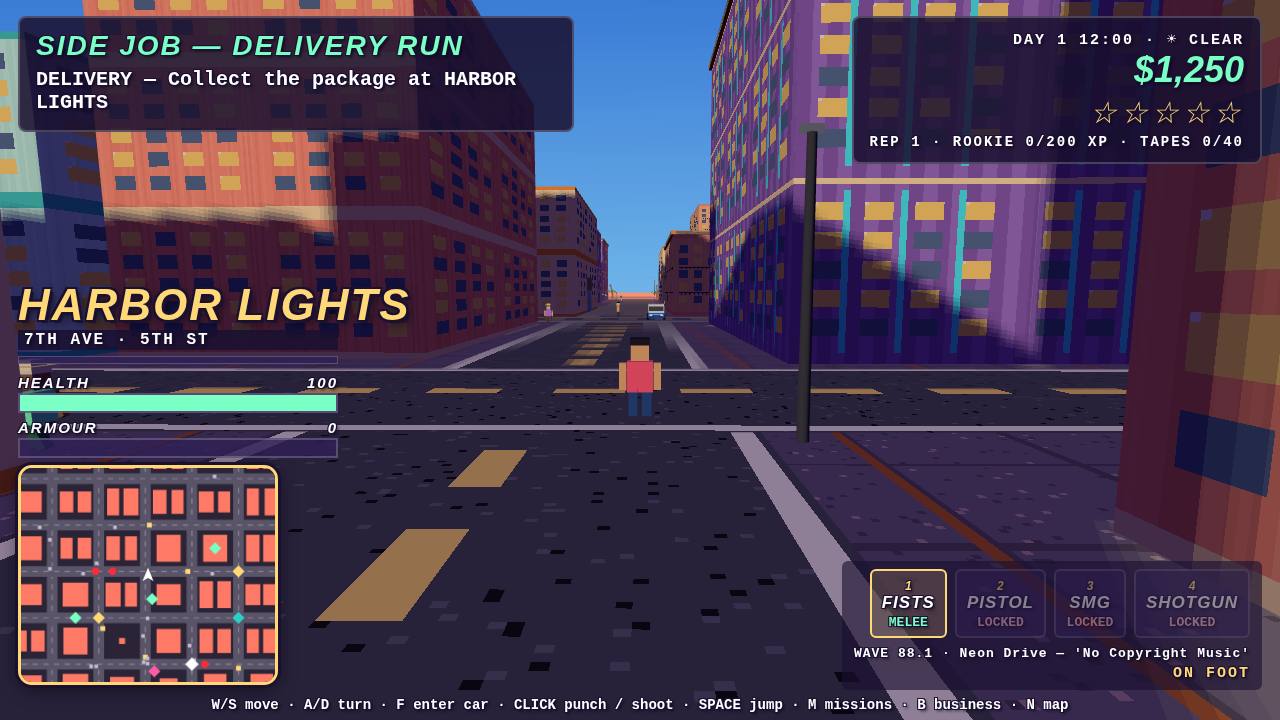 SIDE JOB — DELIVERY RUN
DELIVERY — Collect the package at HARBOR
LIGHTS
DAY 1 12:00 · ☀ CLEAR
$1,250
☆☆☆☆☆
REP 1 · ROOKIE 0/200 XP · TAPES 0/40
HARBOR LIGHTS
7TH AVE · 5TH ST
HEALTH 100
ARMOUR 0
1 2 3 4
FISTS PISTOL SMG SHOTGUN
MELEE LOCKED LOCKED LOCKED
WAVE 88.1 · Neon Drive — 'No Copyright Music'
ON FOOT
W/S move · A/D turn · F enter car · CLICK punch / shoot · SPACE jump · M missions · B business · N map